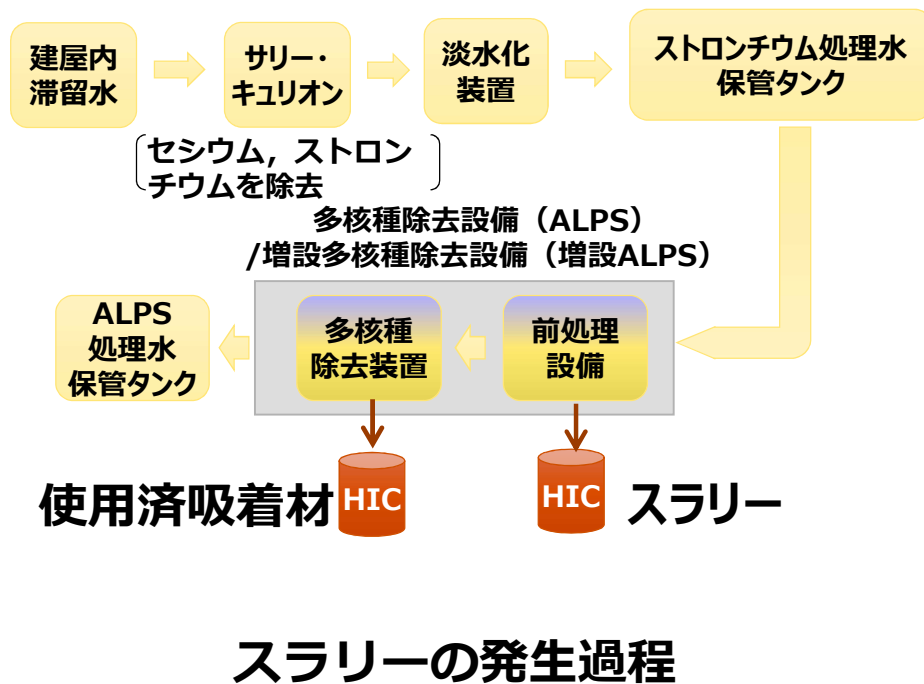 建屋内
滞留水
サリー・
キュリオン
淡水化
装置
ストロンチウム処理水
保管タンク
セシウム，ストロン
チウムを除去
多核種除去設備（ALPS）
/増設多核種除去設備（増設ALPS）
ALPS
処理水
保管タンク
多核種
除去装置
前処理
設備
使用済吸着材
HIC
HIC
スラリー
スラリーの発生過程